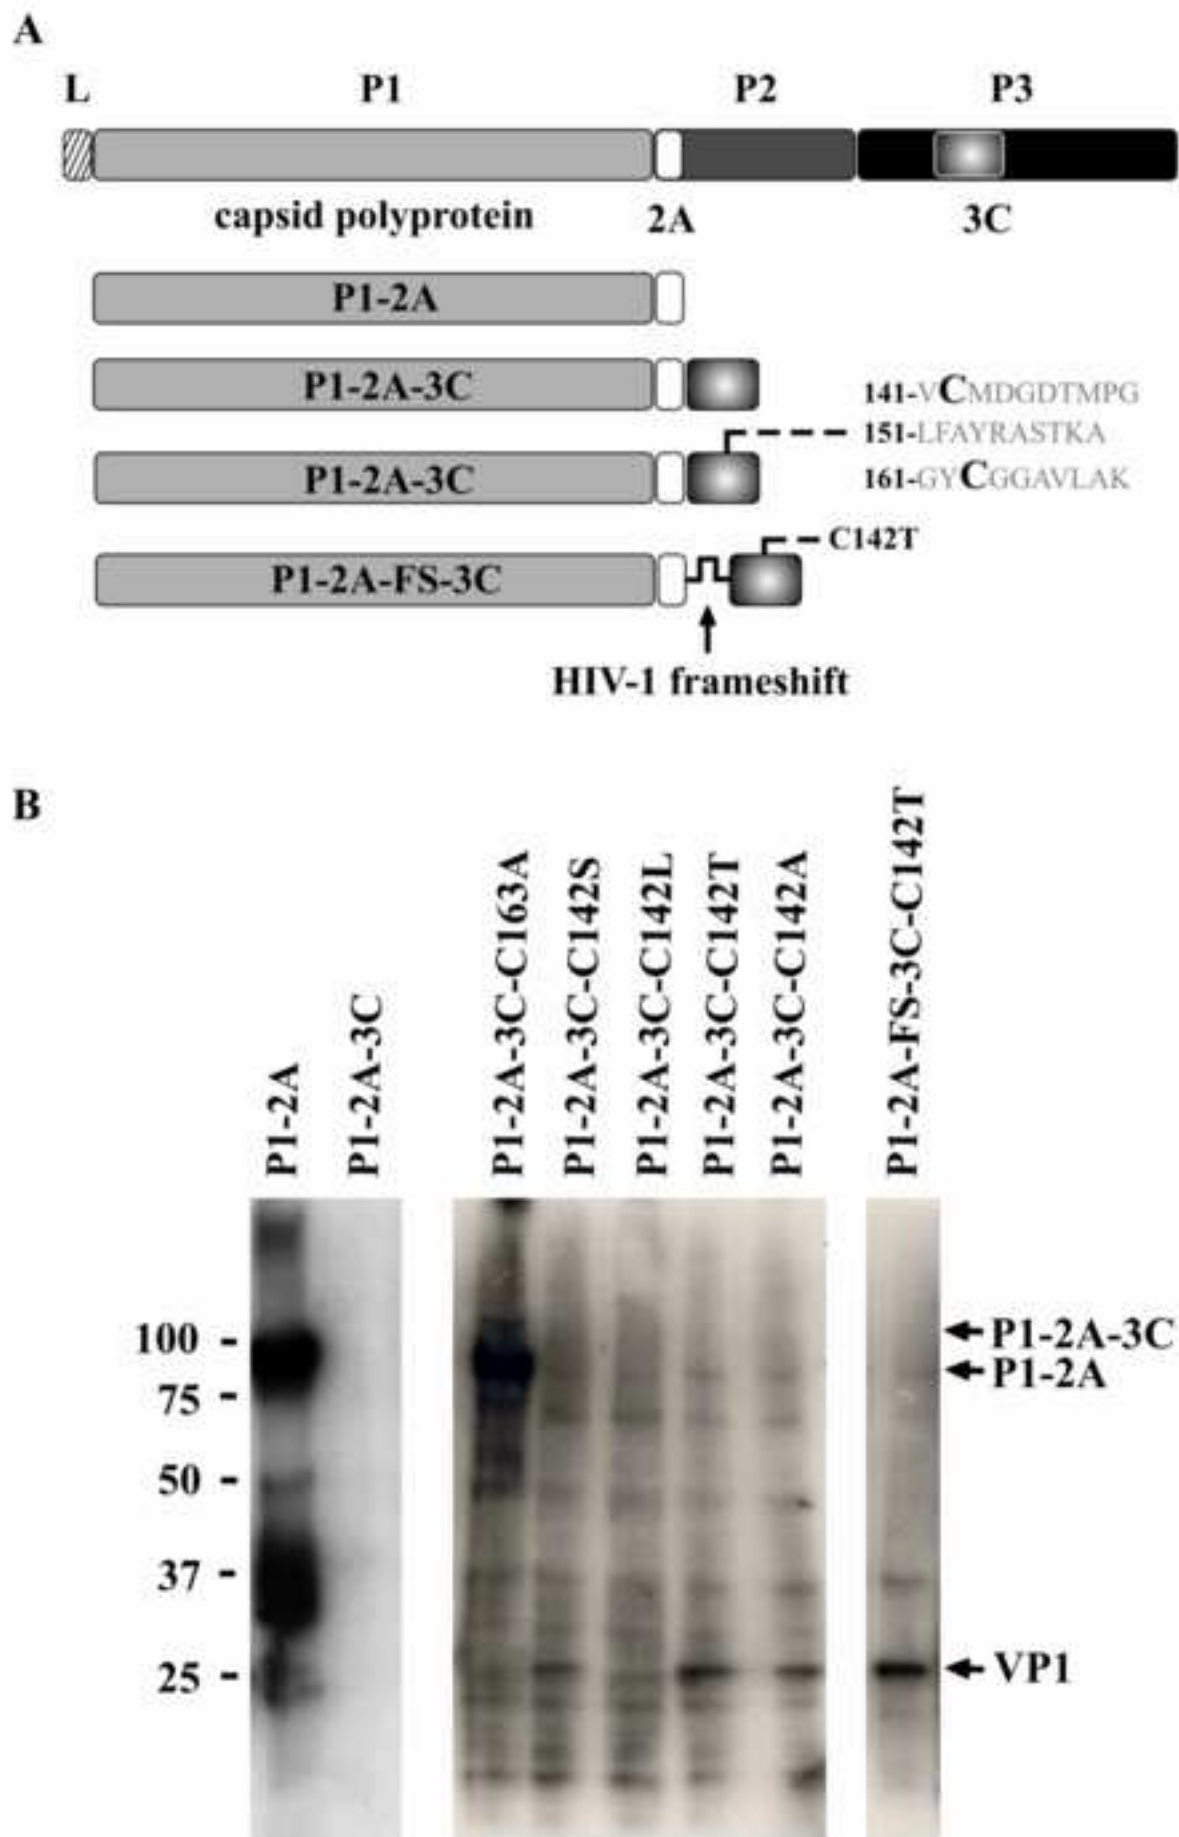 A
L P1 P2 P3
capsid polyprotein 2A 3C
P1-2A
P1-2A-3C
141-VCMDGDTMPG
151-LFAYRASTKA
P1-2A-3C
161-GYCGGAVLAK
C142T
P1-2A-FS-3C
HIV-1 frameshift
B
P1-2A
P1-2A-3C
P1-2A-3C-C163A
P1-2A-3C-C142S
P1-2A-3C-C142L
P1-2A-3C-C142T
P1-2A-3C-C142A
P1-2A-FS-3C-C142T
100 -
75 -
50 -
37 -
25 -
P1-2A-3C
P1-2A
VP1